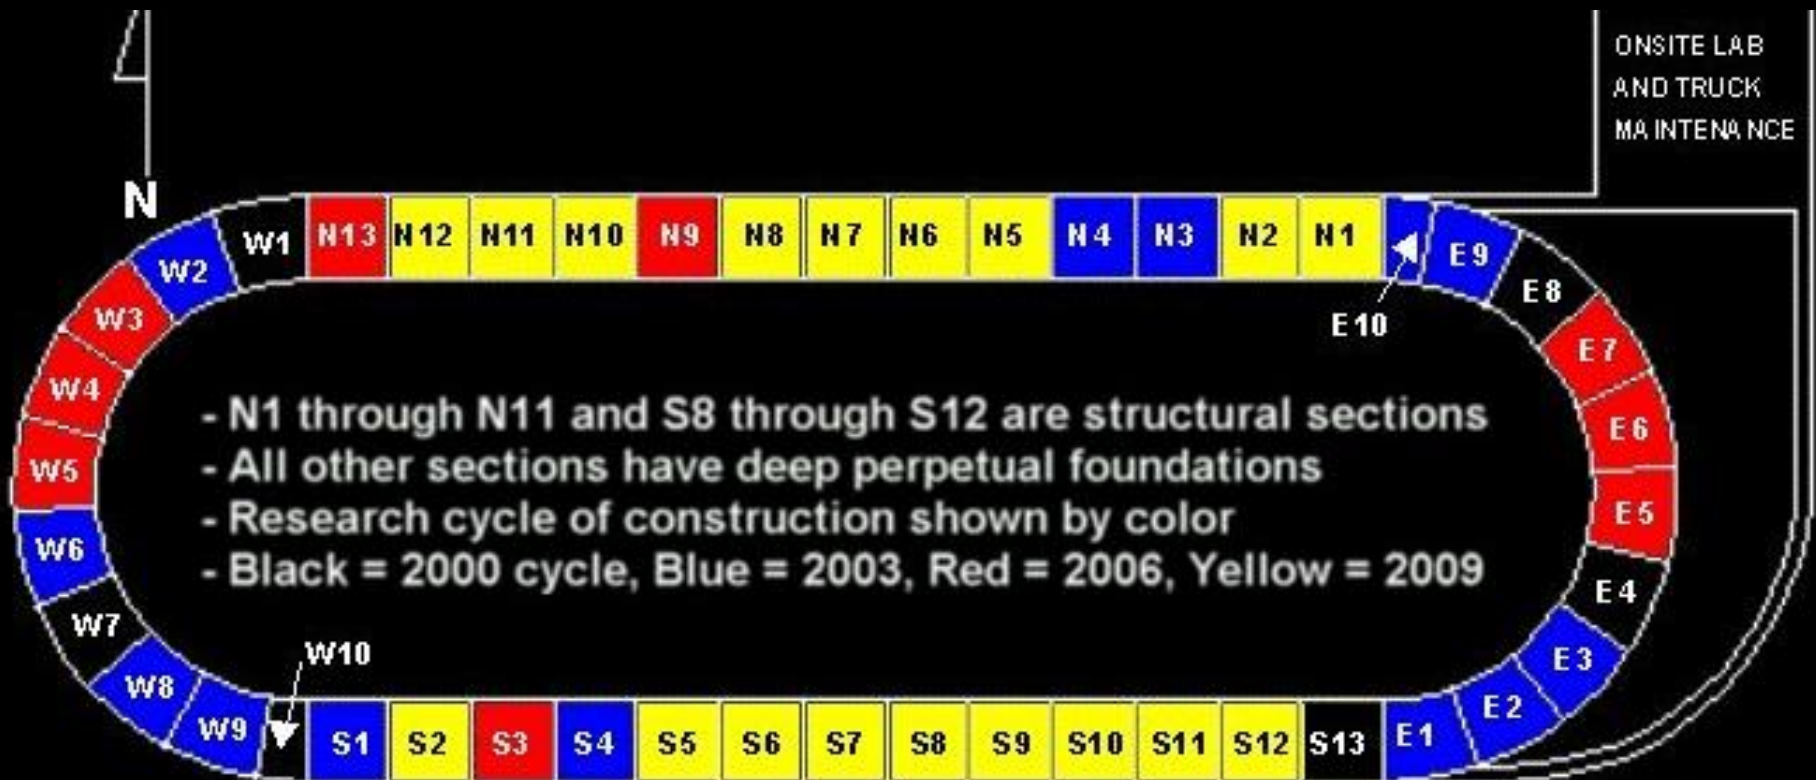 ONSITE LAB
AND TRUCK
MAINTENANCE
N
W1 N13 N12 N11 N10 N9 N8 N7 N6 N5 N4 N3 N2 N1 E9
W2 E8
W3 E10 E7
W4 E6
W5 E5
- N1 through N11 and S8 through S12 are structural sections
- All other sections have deep perpetual foundations
- Research cycle of construction shown by color
- Black = 2000 cycle, Blue = 2003, Red = 2006, Yellow = 2009
W6 E4
W7 E3
W10
W8 E2
W9 S1 S2 S3 S4 S5 S6 S7 S8 S9 S10 S11 S12 S13 E1